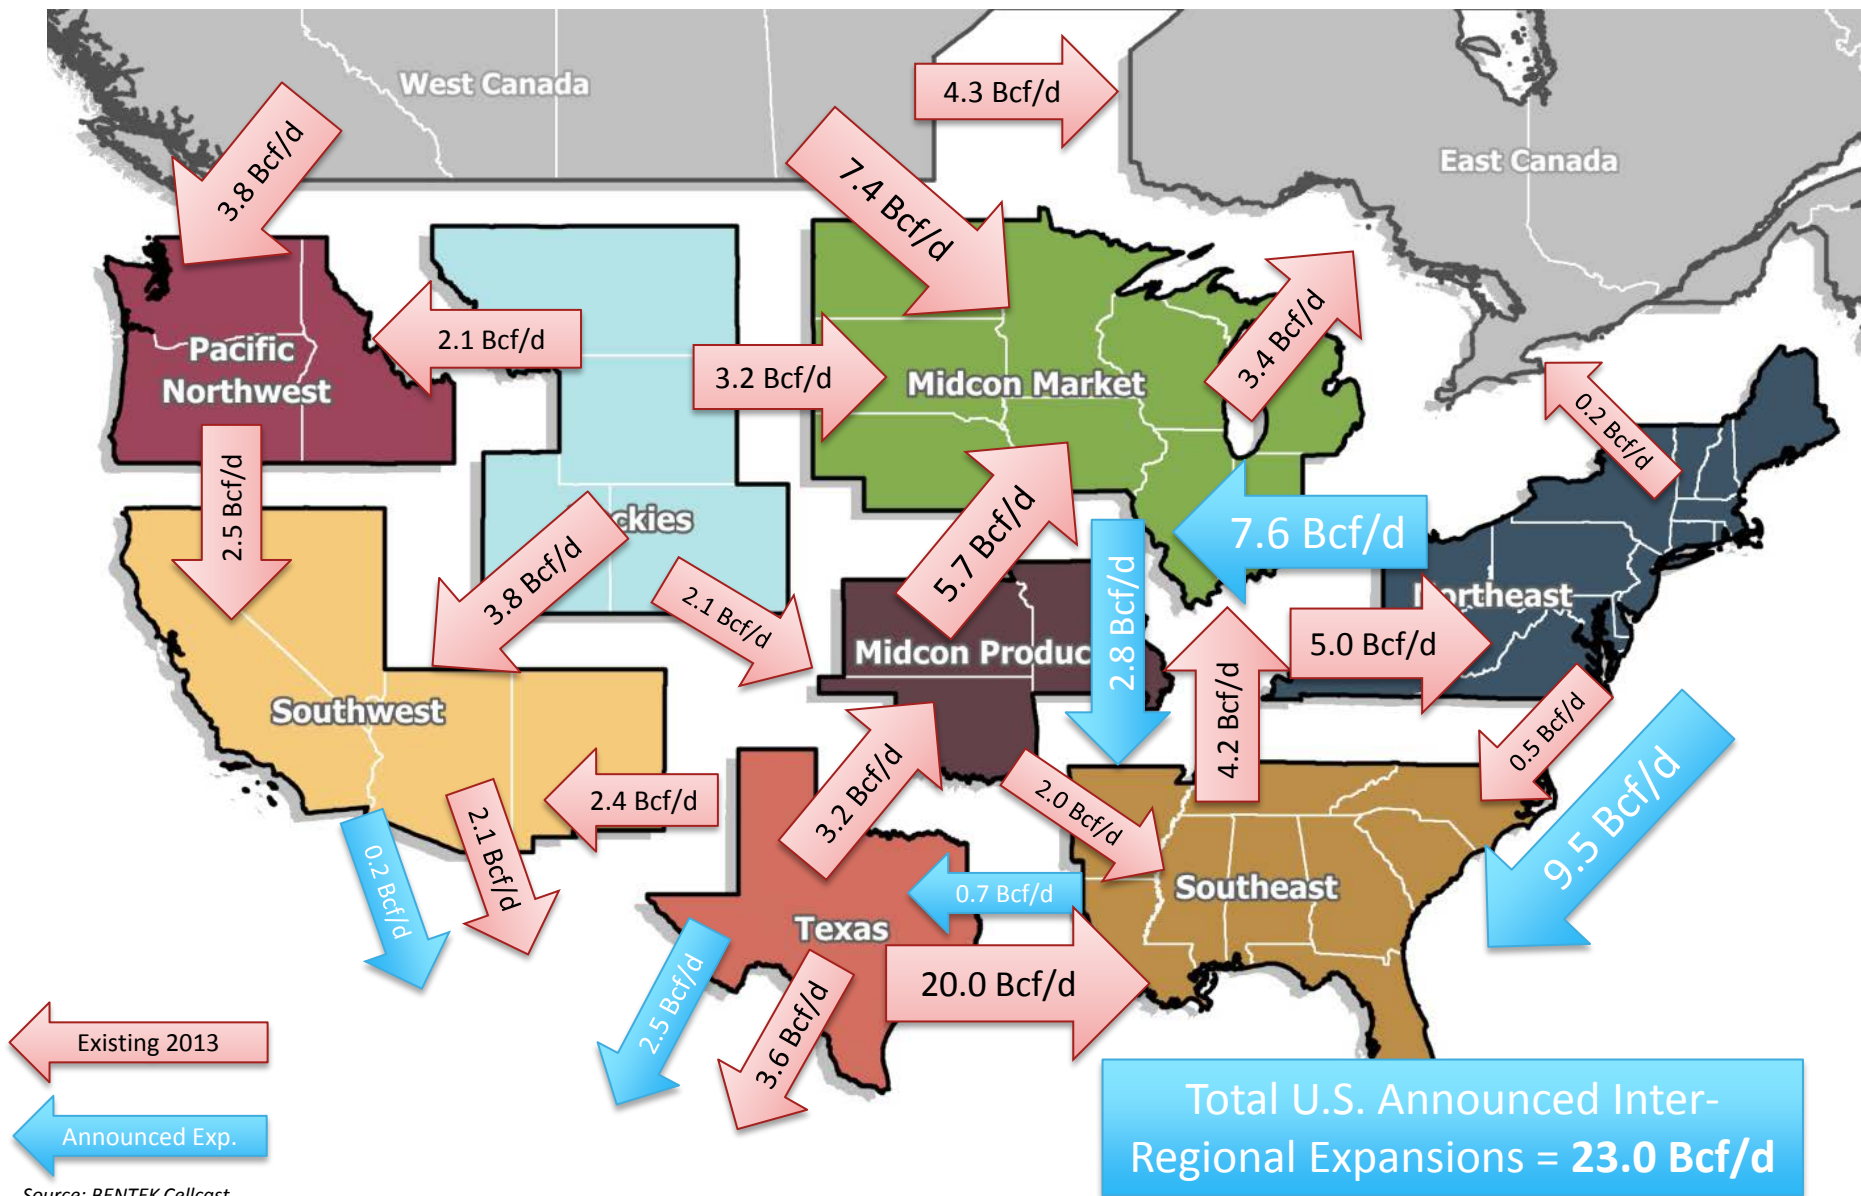 West Canada
4.3 Bcf/d
East Canada
3.8 Bcf/d
7.4 Bcf/d
2.1 Bcf/d
3.2 Bcf/d
3.4 Bcf/d
0.2 Bcf/d
Pacific
Northwest
Midcon Market
2.5 Bcf/d
ckies
3.8 Bcf/d
2.1 Bcf/d
5.7 Bcf/d
7.6 Bcf/d
2.8 Bcf/d
Northeast
5.0 Bcf/d
Midcon Produc
4.2 Bcf/d
0.5 Bcf/d
9.5 Bcf/d
Southwest
2.4 Bcf/d
3.2 Bcf/d
2.0 Bcf/d
0.2 Bcf/d
2.1 Bcf/d
0.7 Bcf/d
Southeast
Texas
20.0 Bcf/d
2.5 Bcf/d
3.6 Bcf/d
Existing 2013
Announced Exp.
Total U.S. Announced Inter-
Regional Expansions = 23.0 Bcf/d
Source: BENTEK Cellcast